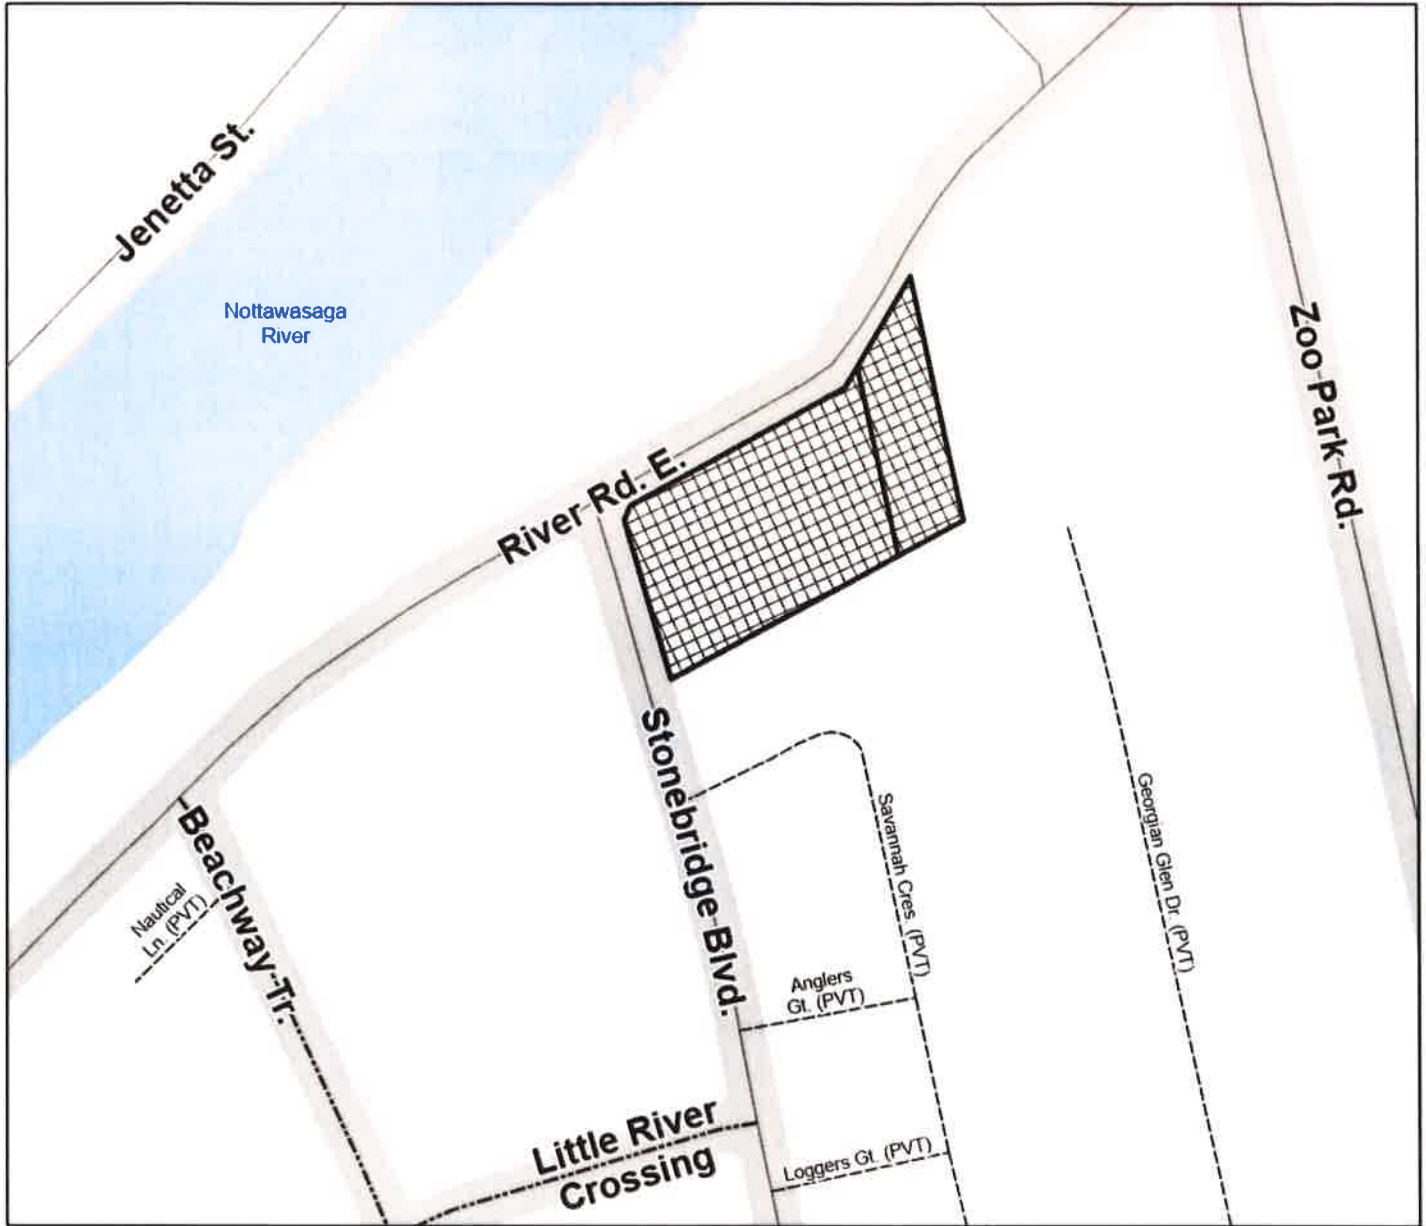 Jenetta St.
Nottawasaga
River
Zoo Park Rd.
River Rd. E.
Stonebridge Blvd.
Beachway Tr.
Nautical
Ln. (PVT)
Savannah Cres. (PVT)
Georgian Glen Dr. (PVT)
Anglers
Gt. (PVT)
Little River
Crossing
Loggers Gt. (PVT)